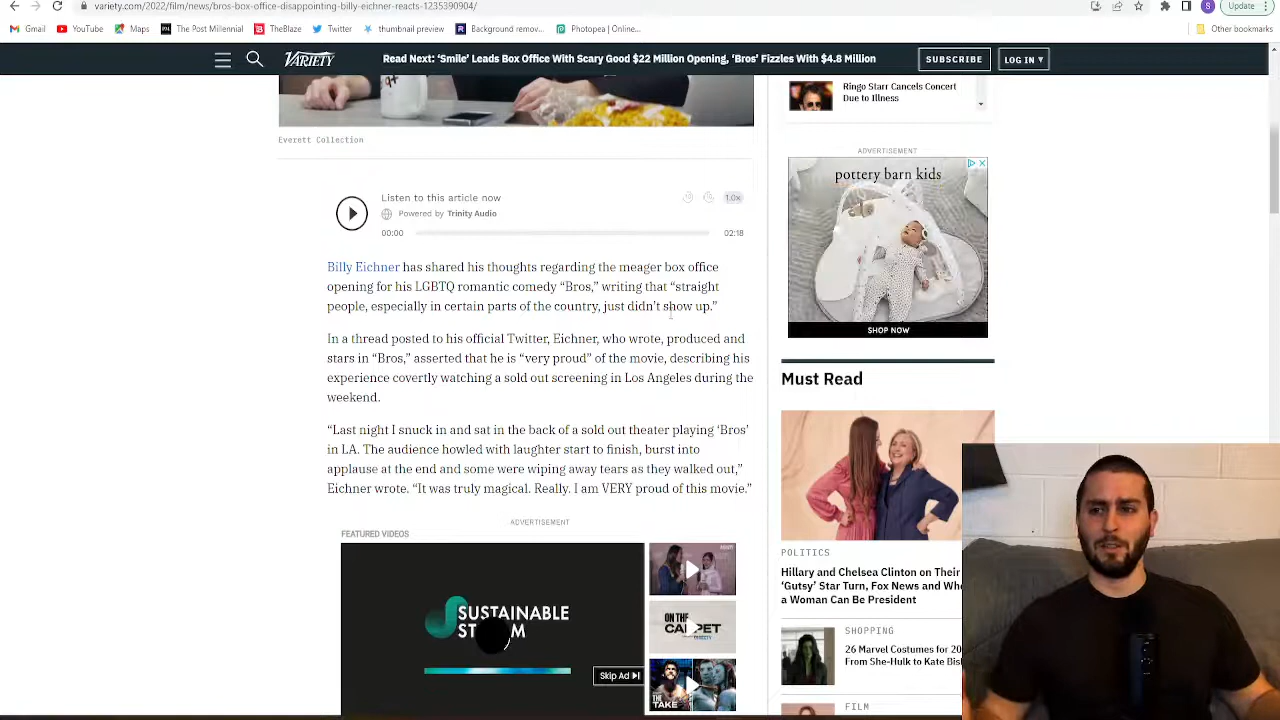 variety.com/2022/film/news/bros-box-office-disappointing-billy-eichner-reacts-1235390904/
S
Update
Gmail
YouTube
Maps
The Post Millennial
TheBlaze
Twitter
thumbnail preview
Background remov...
Photopea | Online...
Other bookmarks
VARIETY
Read Next: ‘Smile’ Leads Box Office With Scary Good $22 Million Opening, ‘Bros’ Fizzles With $4.8 Million
SUBSCRIBE
LOG IN
Ringo Starr Cancels Concert
Due to Illness
Everett Collection
ADVERTISEMENT
pottery barn kids
SHOP NOW
Listen to this article now
Powered by Trinity Audio
1.0x
00:00
02:18
Billy Eichner has shared his thoughts regarding the meager box office
opening for his LGBTQ romantic comedy “Bros,” writing that “straight
people, especially in certain parts of the country, just didn’t show up.”
In a thread posted to his official Twitter, Eichner, who wrote, produced and
stars in “Bros,” asserted that he is “very proud” of the movie, describing his
experience covertly watching a sold out screening in Los Angeles during the
weekend.
“Last night I snuck in and sat in the back of a sold out theater playing ‘Bros’
in LA. The audience howled with laughter start to finish, burst into
applause at the end and some were wiping away tears as they walked out,”
Eichner wrote. “It was truly magical. Really. I am VERY proud of this movie.”
ADVERTISEMENT
FEATURED VIDEOS
SUSTAINABLE
Skip Ad
ON THE
CARPET
THE
TAKE
Must Read
POLITICS
Hillary and Chelsea Clinton on Their
‘Gutsy’ Star Turn, Fox News and
a Woman Can Be President
SHOPPING
26 Marvel Costumes for
From She-Hulk to Kate
FILM